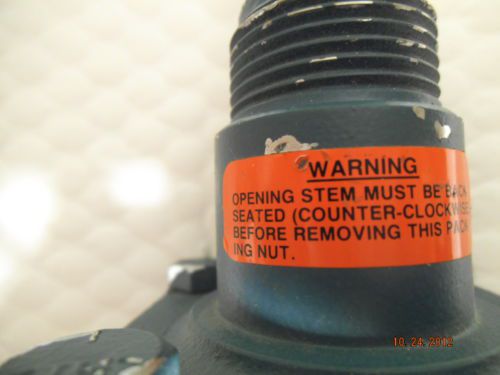 WARNING
OPENING STEM MUST BE BACK
SEATED (COUNTER-CLOCKWISE
BEFORE REMOVING THIS PACK
ING NUT.
10.24.2012